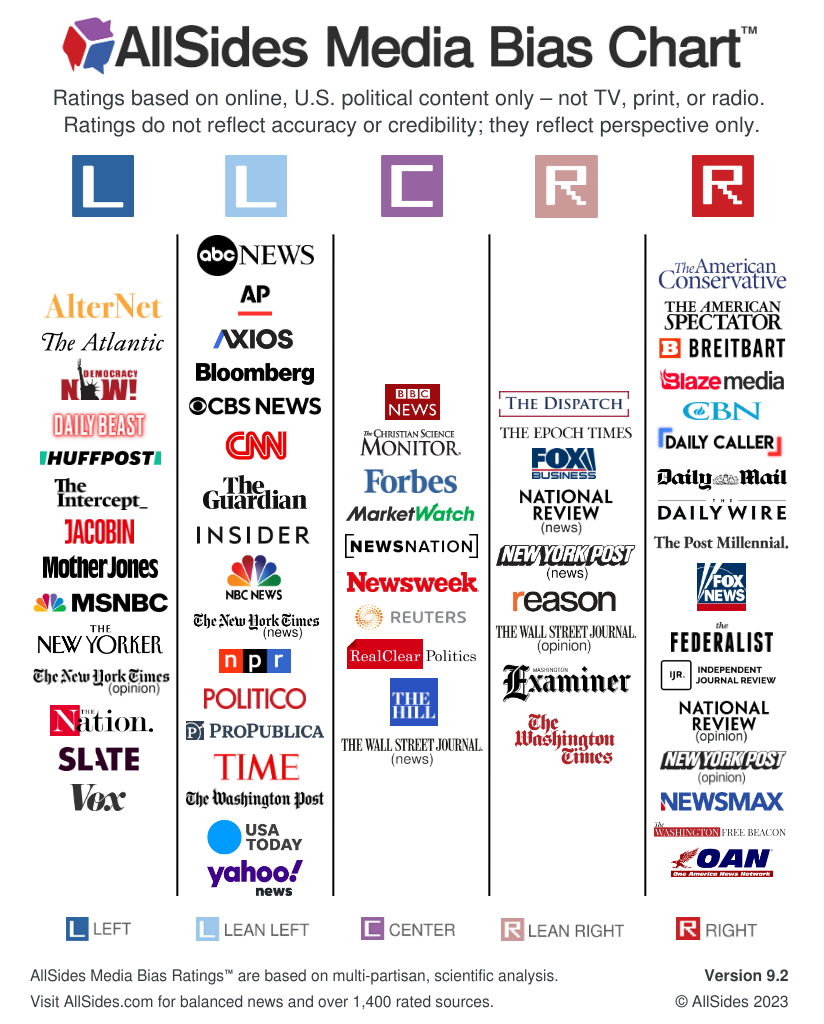 AllSides Media Bias Chart™
Ratings based on online, U.S. political content only – not TV, print, or radio.
Ratings do not reflect accuracy or credibility; they reflect perspective only.
L
L
C
R
R
AlterNet
The Atlantic
DEMOCRACY
NOW!
DAILY BEAST
HUFFPOST
The
Intercept_
JACOBIN
Mother Jones
MSNBC
THE
NEW YORKER
The New York Times
(opinion)
THE
Nation.
SLATE
Vox
abc NEWS
AP
AXIOS
Bloomberg
CBS NEWS
CNN
The
Guardian
INSIDER
NBC NEWS
The New York Times
(news)
npr
POLITICO
P PROPUBLICA
TIME
The Washington Post
USA
TODAY
yahoo!
news
BBC
NEWS
The CHRISTIAN SCIENCE
MONITOR
Forbes
MarketWatch
[NEWSNATION]
Newsweek
REUTERS
RealClear Politics
THE
HILL
THE WALL STREET JOURNAL.
(news)
THE DISPATCH
THE EPOCH TIMES
FOX
BUSINESS
NATIONAL
REVIEW
(news)
NEW YORK POST
(news)
reason
THE WALL STREET JOURNAL.
(opinion)
WASHINGTON
Examiner
The
Washington
Times
The American
Conservative
THE AMERICAN
SPECTATOR
B BREITBART
Blaze media
CBN
DAILY CALLER
Daily Mail
THE
DAILY WIRE
The Post Millennial.
FOX
NEWS
the
FEDERALIST
IJR. INDEPENDENT
JOURNAL REVIEW
NATIONAL
REVIEW
(opinion)
NEW YORK POST
(opinion)
NEWSMAX
The
WASHINGTON FREE BEACON
OAN
One America News Network
L LEFT
L LEAN LEFT
C CENTER
R LEAN RIGHT
R RIGHT
AllSides Media Bias Ratings™ are based on multi-partisan, scientific analysis.
Visit AllSides.com for balanced news and over 1,400 rated sources.
Version 9.2
© AllSides 2023